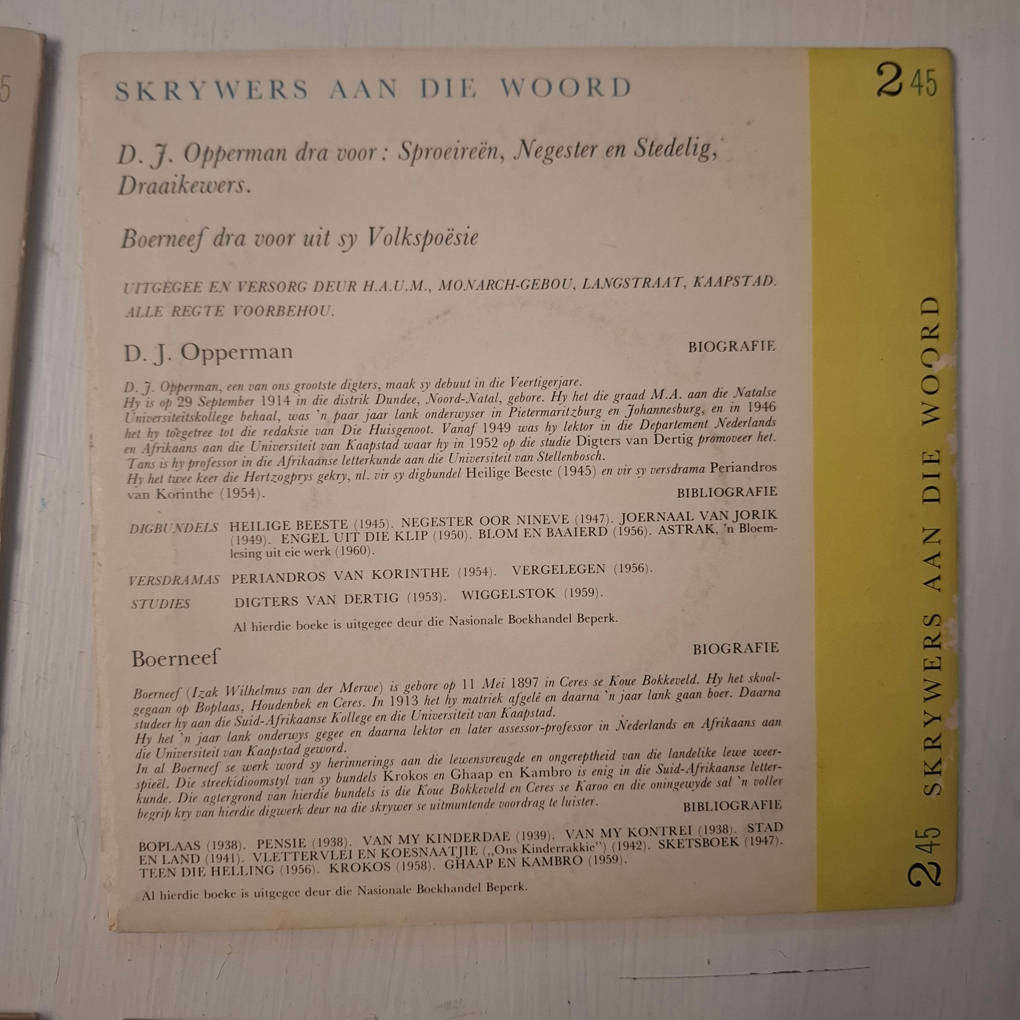 5
SKRYWERS AAN DIE WOORD
2 45
D. J. Opperman dra voor: Sproeireën, Negester en Stedelig,
Draaikewers.
Boerneef dra voor uit sy Volkspoësie
UITGEGEE EN VERSORG DEUR H.A.U.M., MONARCH-GEBOU, LANGSTRAAT, KAAPSTAD.
ALLE REGTE VOORBEHOU.
D. J. Opperman
BIOGRAFIE
D. J. Opperman, een van ons grootste digters, maak sy debuut in die Veertigerjare.
Hy is op 29 September 1914 in die distrik Dundee, Noord-Natal, gebore. Hy het die graad M.A. aan die Natalse
Universiteitskollege behaal, was 'n paar jaar lank onderwyser in Pietermaritzburg en Johannesburg, en in 1946
het hy toegetree tot die redaksie van Die Huisgenoot. Vanaf 1949 was hy lektor in die Departement Nederlands
en Afrikaans aan die Universiteit van Kaapstad waar hy in 1952 op die studie Digters van Dertig promoveer het.
Tans is hy professor in die Afrikaanse letterkunde aan die Universiteit van Stellenbosch.
Hy het twee keer die Hertzogprys gekry, nl. vir sy digbundel Heilige Beeste (1945) en vir sy versdrama Periandros
van Korinthe (1954).
BIBLIOGRAFIE
DIGBUNDELS HEILIGE BEESTE (1945). NEGESTER OOR NINEVE (1947). JOERNAAL VAN JORIK
(1949). ENGEL UIT DIE KLIP (1950). BLOM EN BAAIERD (1956). ASTRAK, 'n Bloem-
lesing uit eie werk (1960).
VERSDRAMAS PERIANDROS VAN KORINTHE (1954). VERGELEGEN (1956).
STUDIES DIGTERS VAN DERTIG (1953). WIGGELSTOK (1959).
Al hierdie boeke is uitgegee deur die Nasionale Boekhandel Beperk.
Boerneef
BIOGRAFIE
Boerneef (Izak Wilhelmus van der Merwe) is gebore op 11 Mei 1897 in Ceres se Koue Bokkeveld. Hy het skool-
gegaan op Boplaas, Houdenbek en Ceres. In 1913 het hy matriek afgelê en daarna 'n jaar lank gaan boer. Daarna
studeer hy aan die Suid-Afrikaanse Kollege en die Universiteit van Kaapstad.
Hy het 'n jaar lank onderwys gegee en daarna lektor en later assessor-professor in Nederlands en Afrikaans aan
die Universiteit van Kaapstad geword.
In al Boerneef se werk word sy herinnerings aan die lewensvreugde en ongereptheid van die landelike lewe weer-
spieël. Die streekidioomstyl van sy bundels Krokos en Ghaap en Kambro is enig in die Suid-Afrikaanse letter-
kunde. Die agtergrond van hierdie bundels is die Koue Bokkeveld en Ceres se Karoo en die oningewyde sal 'n voller
begrip kry van hierdie digwerk deur na die skrywer se uitmuntende voordrag te luister.
BIBLIOGRAFIE
BOPLAAS (1938). PENSIE (1938). VAN MY KINDERDAE (1939). VAN MY KONTREI (1938). STAD
EN LAND (1941). VLETTERVLEI EN KOESNAATJIE („Ons Kinderrakkie") (1942). SKETSBOEK (1947).
TEEN DIE HELLING (1956). KROKOS (1958). GHAAP EN KAMBRO (1959).
Al hierdie boeke is uitgegee deur die Nasionale Boekhandel Beperk.
2 45 SKRYWERS AAN DIE WOORD